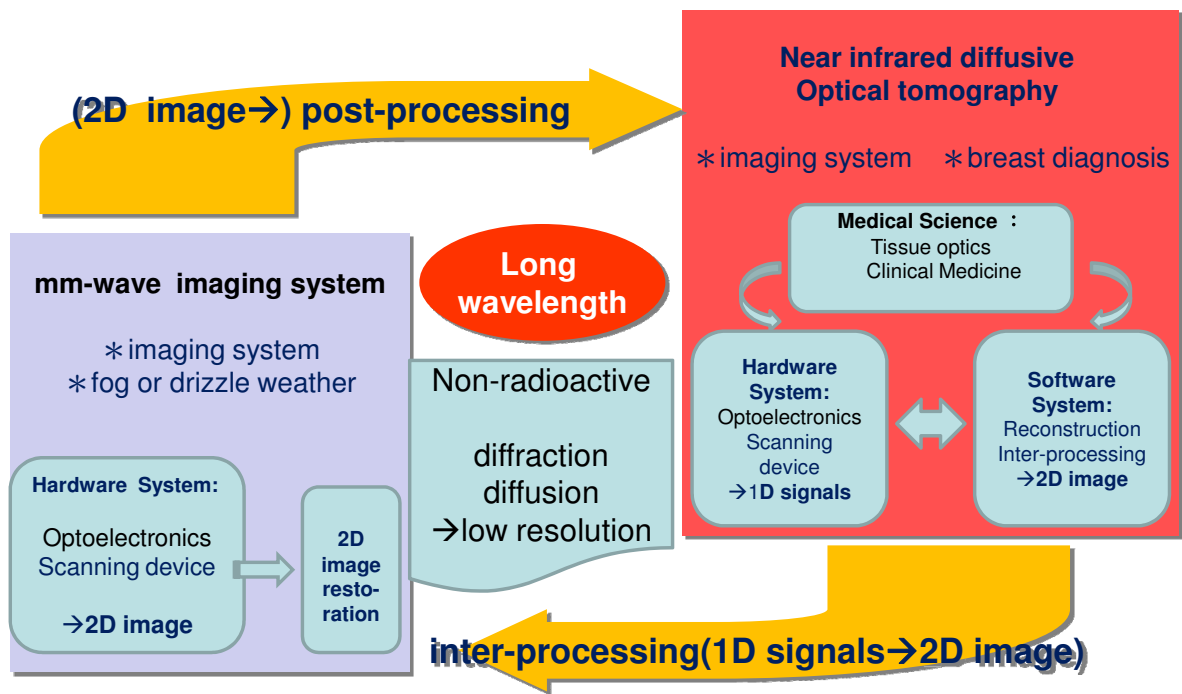 (2D image→) post-processing
Near infrared diffusive
Optical tomography
＊imaging system ＊breast diagnosis
Medical Science：
Tissue optics
Clinical Medicine
Hardware
System:
Optoelectronics
Scanning
device
→1D signals
Software
System:
Reconstruction
Inter-processing
→2D image
mm-wave imaging system
＊imaging system
＊fog or drizzle weather
Hardware System:
Optoelectronics
Scanning device
→2D image
2D
image
resto-
ration
Long
wavelength
Non-radioactive
diffraction
diffusion
→low resolution
inter-processing(1D signals→2D image)